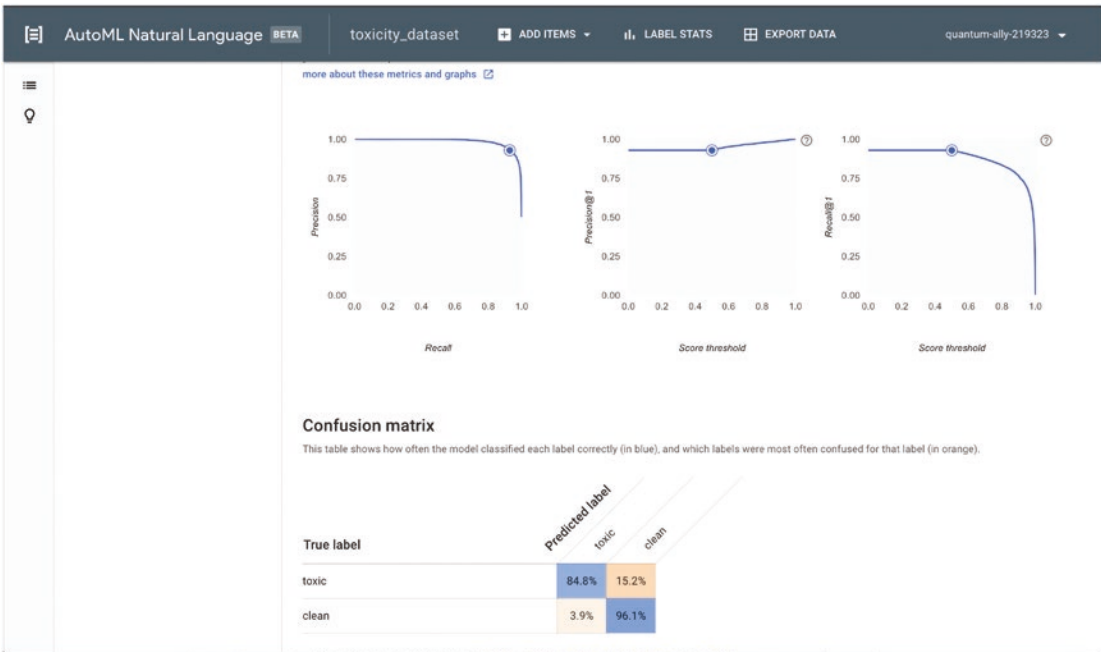 AutoML Natural Language BETA toxicity_dataset ADD ITEMS LABEL STATS EXPORT DATA quantum-ally-219323
more about these metrics and graphs
1.00
0.75
0.50
0.25
0.00
Precision
0.0 0.2 0.4 0.6 0.8 1.0
Recall
1.00
0.75
0.50
0.25
0.00
Precision@1
0.0 0.2 0.4 0.6 0.8 1.0
Score threshold
1.00
0.75
0.50
0.25
0.00
Recall@1
0.0 0.2 0.4 0.6 0.8 1.0
Score threshold
Confusion matrix
This table shows how often the model classified each label correctly (in blue), and which labels were most often confused for that label (in orange).
True label Predicted label toxic clean
toxic 84.8% 15.2%
clean 3.9% 96.1%